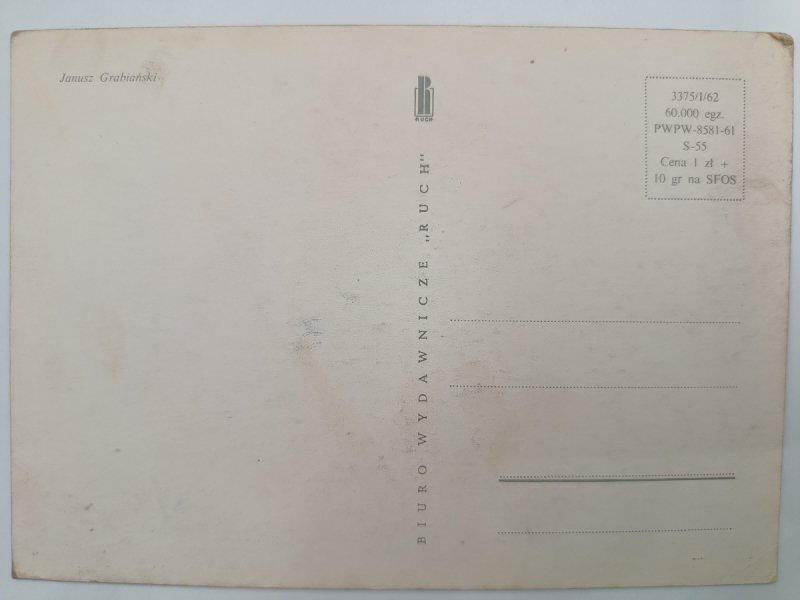 Janusz Grabiański
RUCH
BIURO WYDAWNICZE „RUCH"
3375/I/62
60.000 egz.
PWPW-8581-61
S-55
Cena 1 zł +
10 gr na SFOS